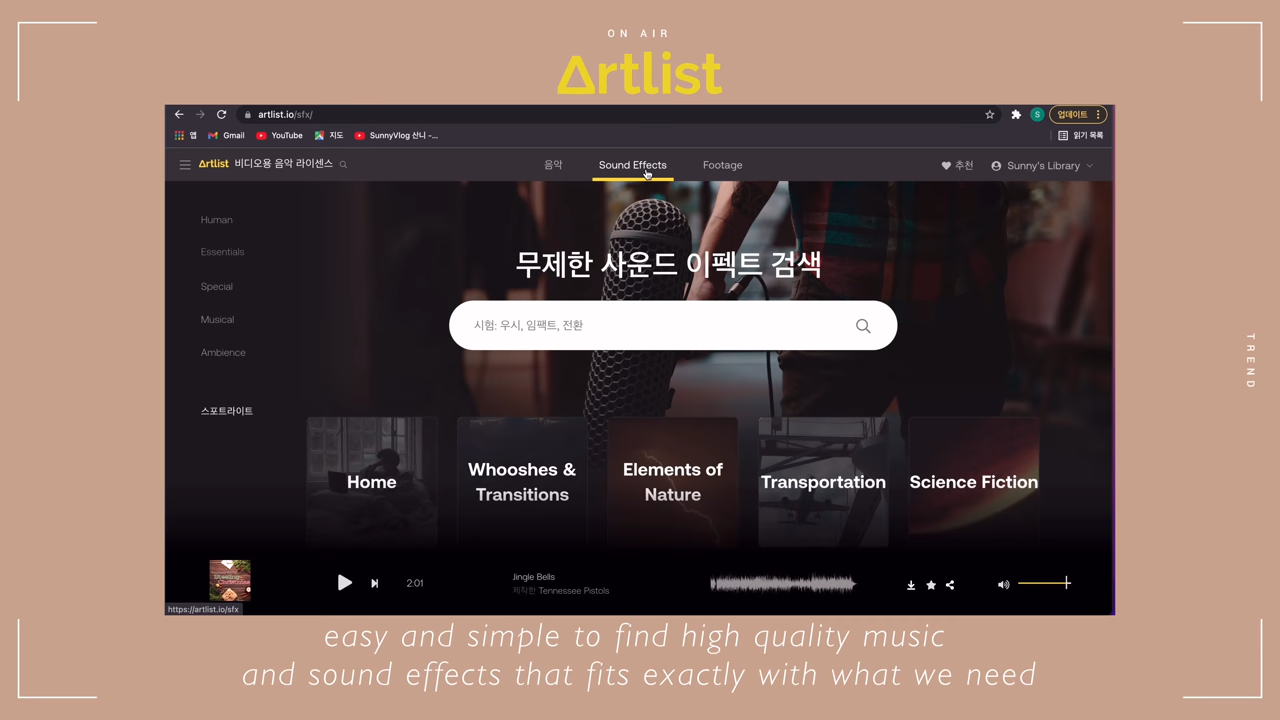 ON AIR
Artlist
artlist.io/sfx/
S
업데이트
앱
Gmail
YouTube
지도
SunnyVlog 산니 -...
읽기 목록
Artlist 비디오용 음악 라이센스
음악
Sound Effects
Footage
추천
Sunny's Library
Human
Essentials
Special
Musical
Ambience
무제한 사운드 이펙트 검색
시험: 우시, 임팩트, 전환
스포트라이트
Home
Whooshes &
Transitions
Elements of
Nature
Transportation
Science Fiction
2:01
Jingle Bells
제작한 Tennessee Pistols
https://artlist.io/sfx
easy and simple to find high quality music
and sound effects that fits exactly with what we need
TREND